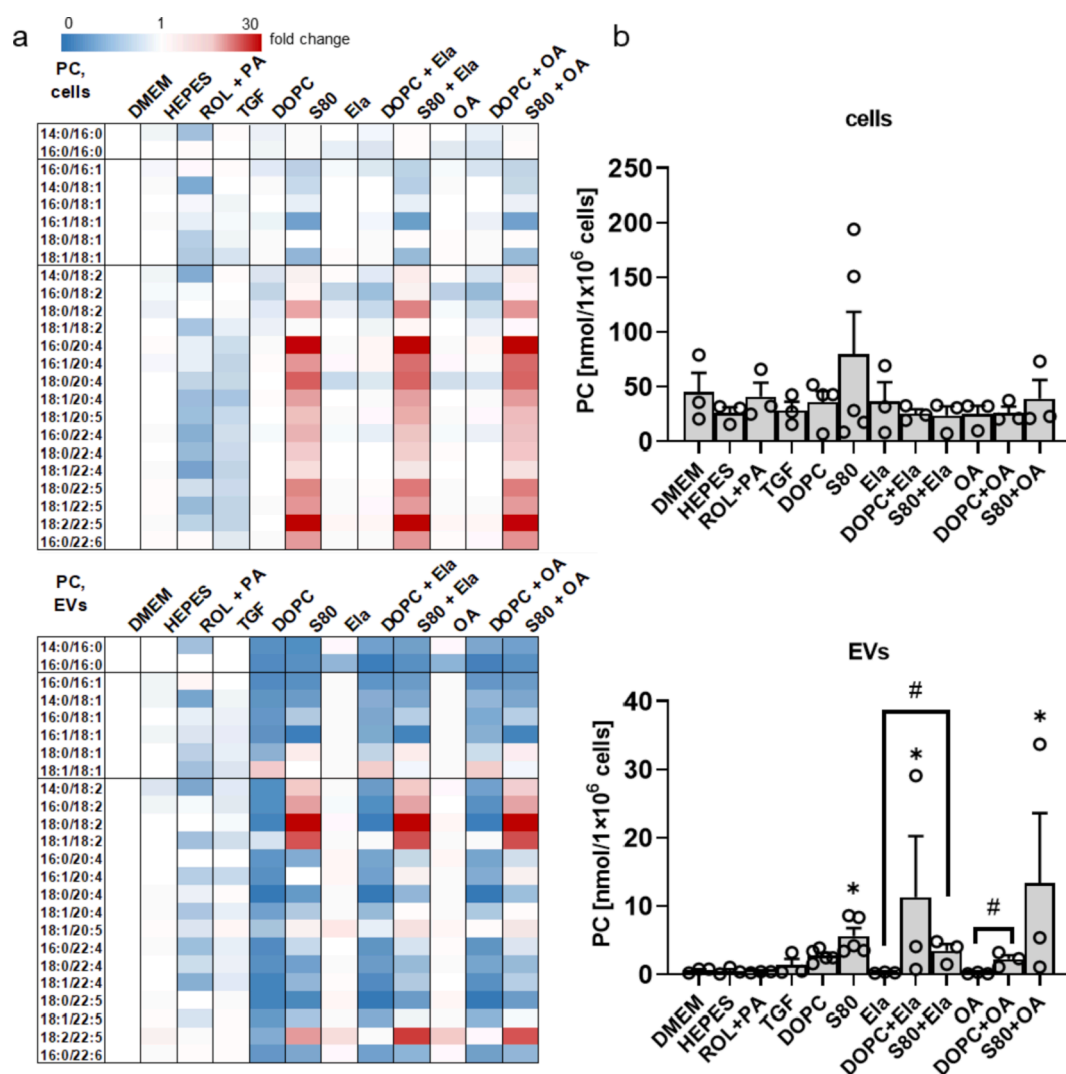 a
0 1 30
fold change
PC,
cells
DMEM
HEPES
ROL + PA
TGF
DOPC
S80
Ela
DOPC + Ela
S80 + Ela
OA
DOPC + OA
S80 + OA
14:0/16:0
16:0/16:0
16:0/16:1
14:0/18:1
16:0/18:1
16:1/18:1
18:0/18:1
18:1/18:1
14:0/18:2
16:0/18:2
18:0/18:2
18:1/18:2
16:0/20:4
16:1/20:4
18:0/20:4
18:1/20:4
18:1/20:5
16:0/22:4
18:0/22:4
18:1/22:4
18:0/22:5
18:1/22:5
18:2/22:5
16:0/22:6
PC,
EVs
DMEM
HEPES
ROL + PA
TGF
DOPC
S80
Ela
DOPC + Ela
S80 + Ela
OA
DOPC + OA
S80 + OA
14:0/16:0
16:0/16:0
16:0/16:1
14:0/18:1
16:0/18:1
16:1/18:1
18:0/18:1
18:1/18:1
14:0/18:2
16:0/18:2
18:0/18:2
18:1/18:2
16:0/20:4
16:1/20:4
18:0/20:4
18:1/20:4
18:1/20:5
16:0/22:4
18:0/22:4
18:1/22:4
18:0/22:5
18:1/22:5
18:2/22:5
16:0/22:6
b
cells
PC [nmol/1x10⁶ cells]
250
200
150
100
50
0
DMEM
HEPES
ROL+PA
TGF
DOPC
S80
Ela
DOPC+Ela
S80+Ela
OA
DOPC+OA
S80+OA
EVs
PC [nmol/1×10⁶ cells]
40
30
20
10
0
*
#
*
#
*
DMEM
HEPES
ROL+PA
TGF
DOPC
S80
Ela
DOPC+Ela
S80+Ela
OA
DOPC+OA
S80+OA